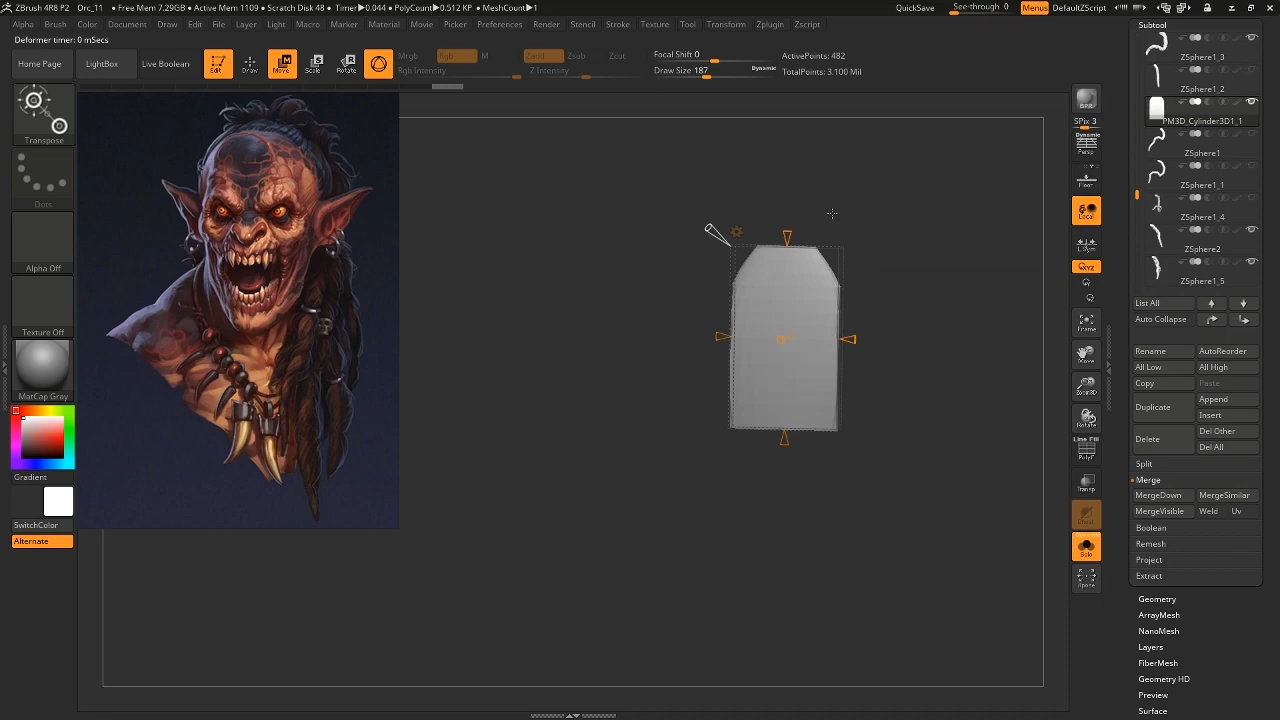 ZBrush 4R8 P2 Orc_11 • Free Mem 7.29GB • Active Mem 1109 • Scratch Disk 48 • Timer▶0.044 • PolyCount▶0.512 KP • MeshCount▶1 QuickSave See-through 0 Menus DefaultZScript
Alpha Brush Color Document Draw Edit File Layer Light Macro Marker Material Movie Picker Preferences Render Stencil Stroke Texture Tool Transform Zplugin Zscript
Deformer timer: 0 mSecs
Home Page LightBox Live Boolean Edit Draw Move Scale Rotate
Mrgb Rgb M Zadd Zsub Zcut
Rgb Intensity Z Intensity
Focal Shift 0 ActivePoints: 482
Draw Size 187 Dynamic TotalPoints: 3.100 Mil
Transpose
Dots
Alpha Off
Texture Off
MatCap Gray
Gradient
SwitchColor
Alternate
BPR
SPix 3
Dynamic
Persp
Floor
Local
L.Sym
Qxyz
Frame
Move
Zoom3D
Rotate
Line Fill
PolyF
Transp
Ghost
Solo
Xpose
Subtool
ZSphere1_3
ZSphere1_2
PM3D_Cylinder3D1_1
ZSphere1
ZSphere1_1
ZSphere1_4
ZSphere2
ZSphere1_5
List All
Auto Collapse
Rename AutoReorder
All Low All High
Copy Paste
Duplicate Append
Insert
Delete Del Other
Del All
Split
Merge
MergeDown MergeSimilar
MergeVisible Weld Uv
Boolean
Remesh
Project
Extract
Geometry
ArrayMesh
NanoMesh
Layers
FiberMesh
Geometry HD
Preview
Surface